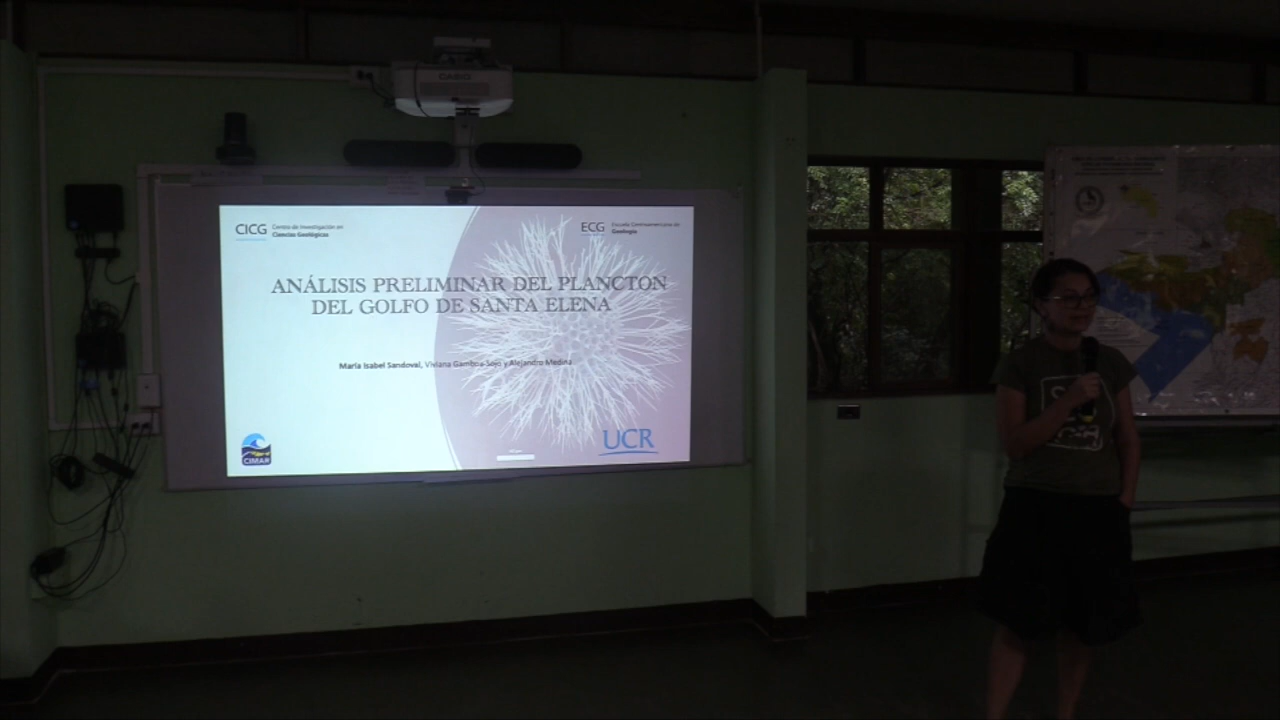 CASIO
CICG Centro de Investigación en
Ciencias Geológicas
ECG Escuela Centroamericana de
Geología
ANÁLISIS PRELIMINAR DEL PLANCTON
DEL GOLFO DE SANTA ELENA
María Isabel Sandoval, Viviana Gamboa-Sojo y Alejandro Medina
CIMAR
UCR